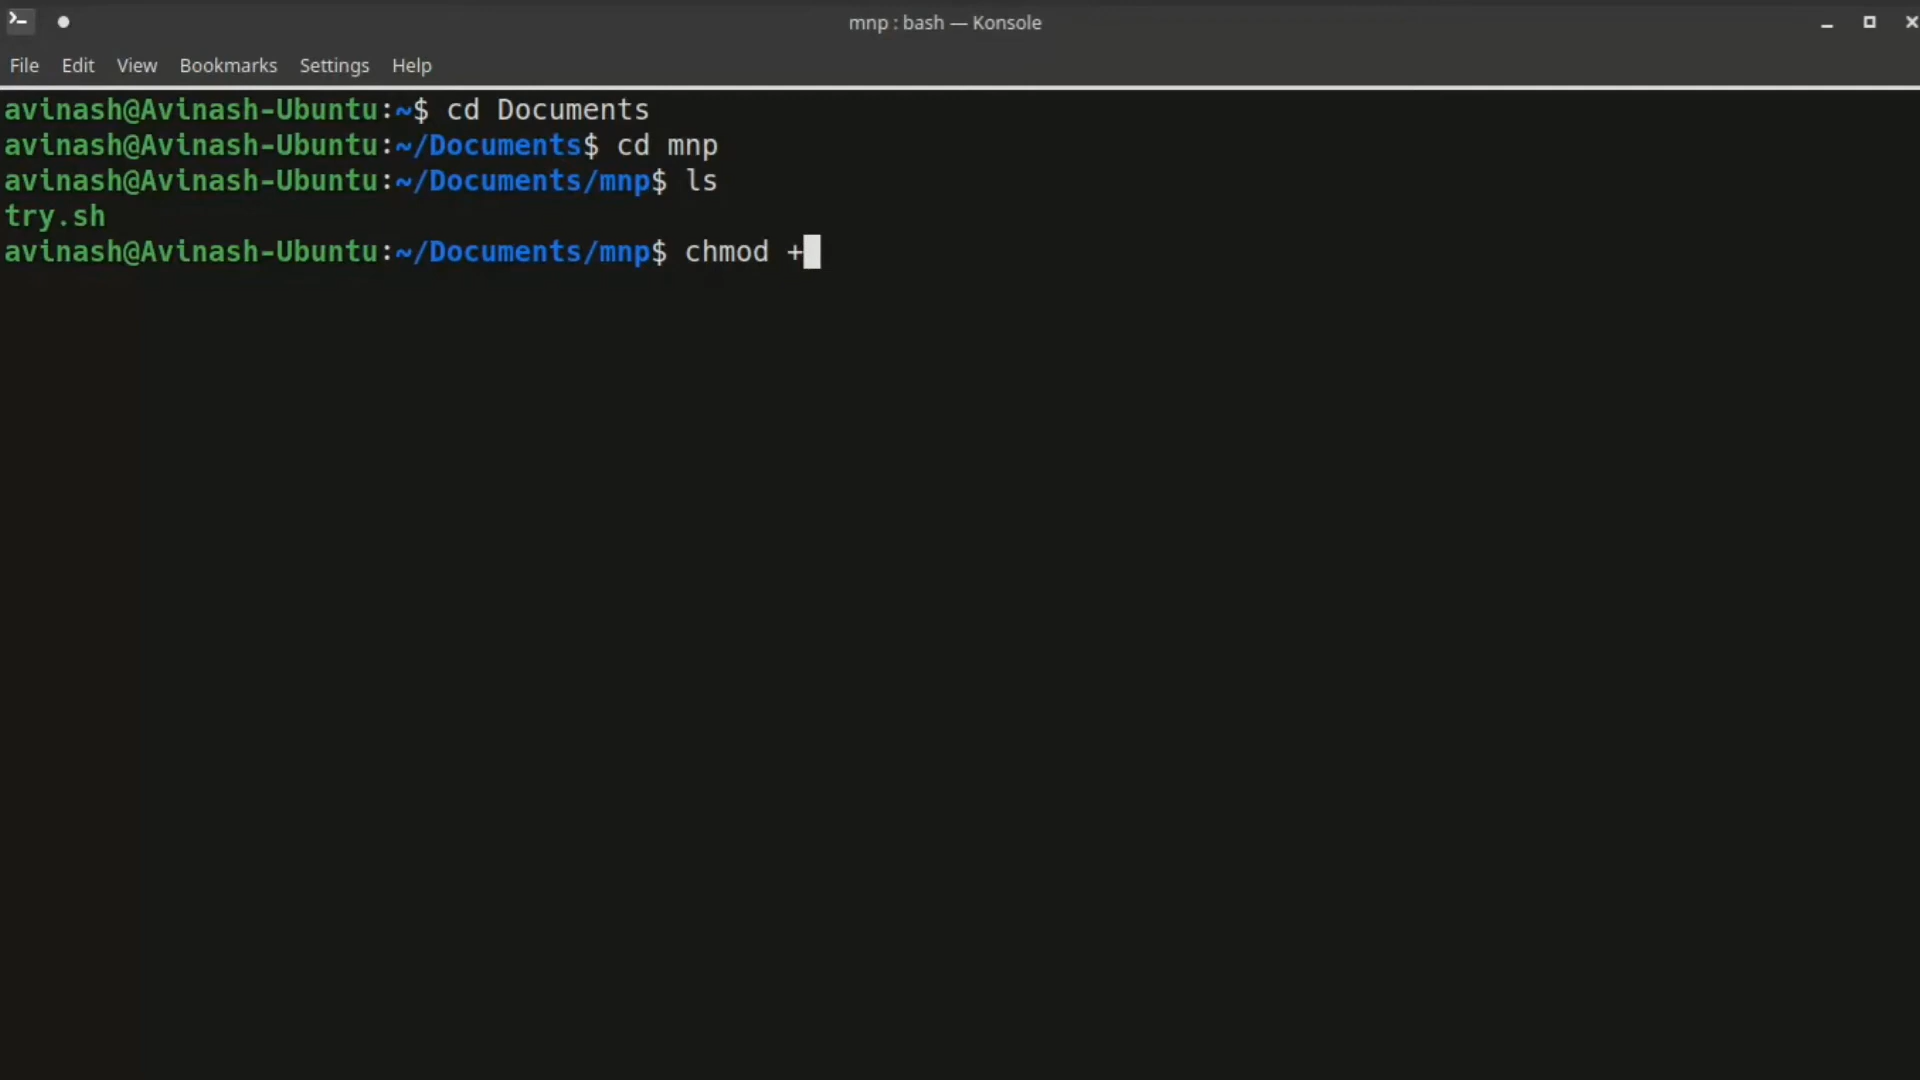 mnp : bash — Konsole
File Edit View Bookmarks Settings Help
avinash@Avinash-Ubuntu:~$ cd Documents
avinash@Avinash-Ubuntu:~/Documents$ cd mnp
avinash@Avinash-Ubuntu:~/Documents/mnp$ ls
try.sh
avinash@Avinash-Ubuntu:~/Documents/mnp$ chmod +